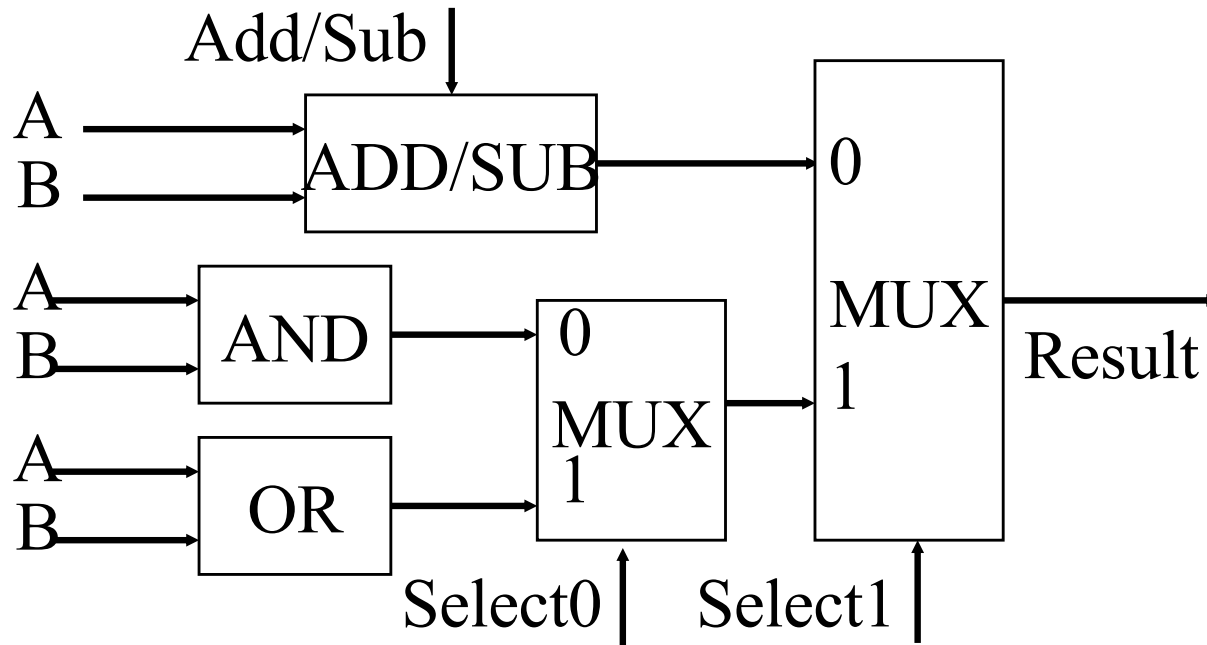 Add/Sub
A
B
ADD/SUB
0
MUX
1
Result
A
B
AND
0
MUX
1
A
B
OR
Select0
Select1